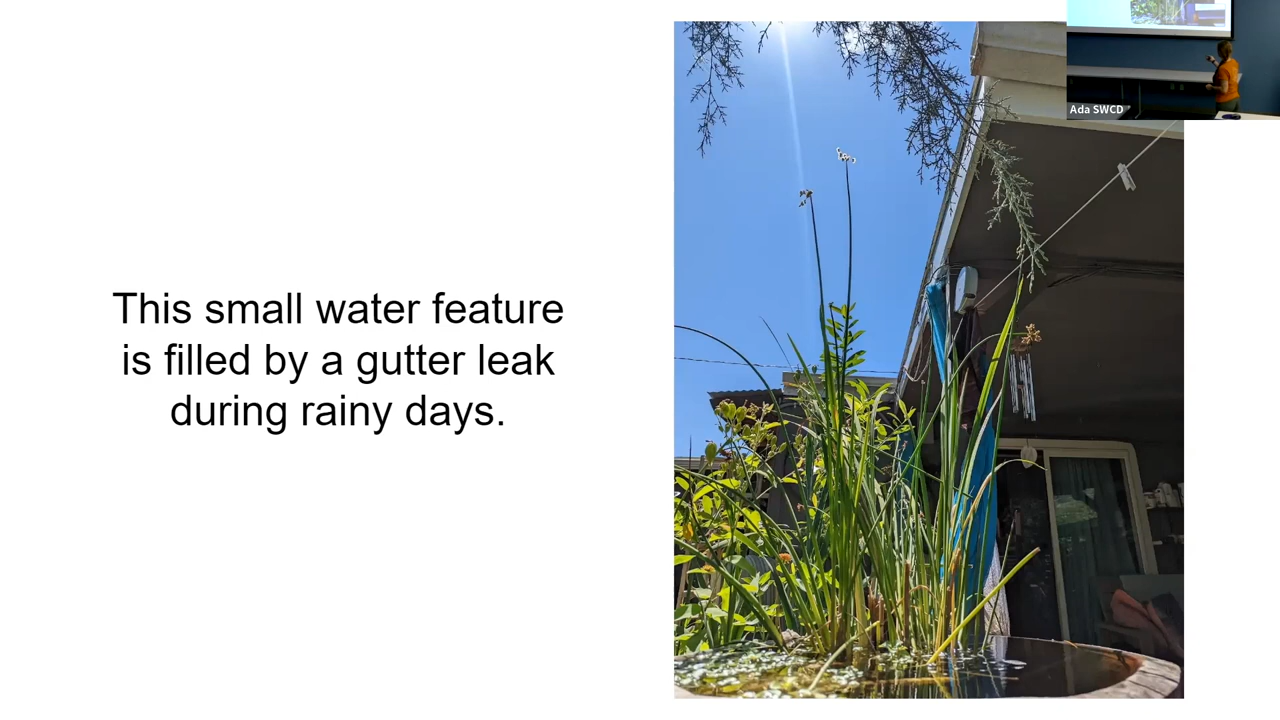 This small water feature
is filled by a gutter leak
during rainy days.
Ada SWCD